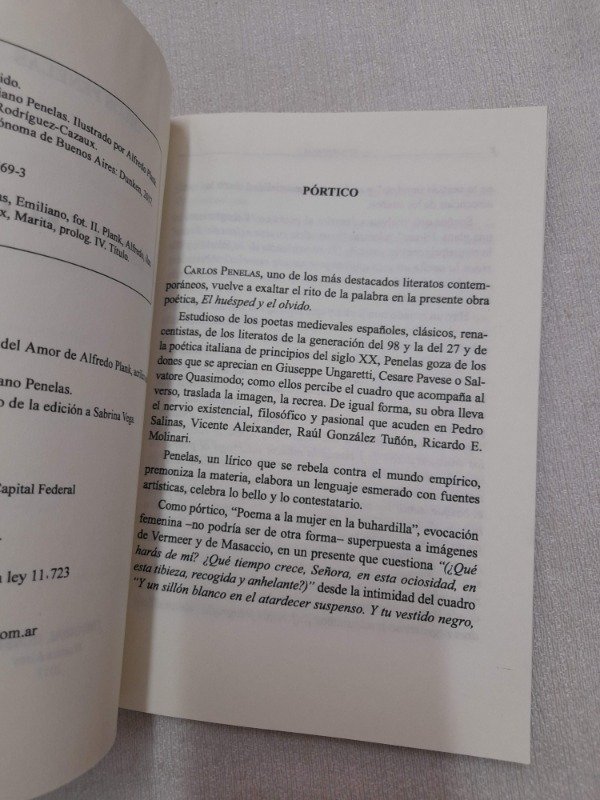 ido.
iano Penelas. Ilustrado por Alfredo Plank.
Rodríguez-Cazaux.
ónoma de Buenos Aires: Dunken, 2017.
69-3
as, Emiliano, fot. II. Plank, Alfredo, ilus.
x, Marita, prolog. IV. Título.
del Amor de Alfredo Plank,
ano Penelas.
o de la edición a Sabrina Vega.
Capital Federal
a ley 11.723
om.ar
PÓRTICO
CARLOS PENELAS, uno de los más destacados literatos contem-
poráneos, vuelve a exaltar el rito de la palabra en la presente obra
poética, El huésped y el olvido.
Estudioso de los poetas medievales españoles, clásicos, rena-
centistas, de los literatos de la generación del 98 y la del 27 y de
la poética italiana de principios del siglo XX, Penelas goza de los
dones que se aprecian en Giuseppe Ungaretti, Cesare Pavese o Sal-
vatore Quasimodo; como ellos percibe el cuadro que acompaña al
verso, traslada la imagen, la recrea. De igual forma, su obra lleva
el nervio existencial, filosófico y pasional que acuden en Pedro
Salinas, Vicente Aleixander, Raúl González Tuñón, Ricardo E.
Molinari.
Penelas, un lírico que se rebela contra el mundo empírico,
premoniza la materia, elabora un lenguaje esmerado con fuentes
artísticas, celebra lo bello y lo contestatario.
Como pórtico, “Poema a la mujer en la buhardilla”, evocación
femenina –no podría ser de otra forma– superpuesta a imágenes
de Vermeer y de Masaccio, en un presente que cuestiona “(¿Qué
harás de mí? ¿Qué tiempo crece, Señora, en esta ociosidad, en
esta tibieza, recogida y anhelante?)” desde la intimidad del cuadro
“Y un sillón blanco en el atardecer suspenso. Y tu vestido negro,